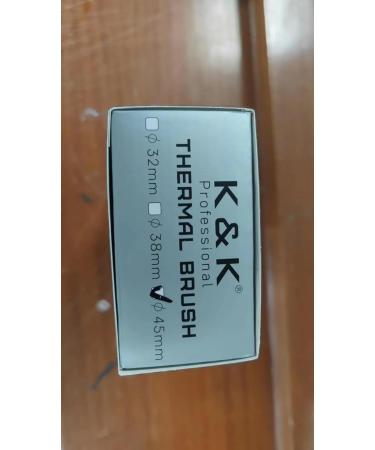 K & K®
Professional
THERMAL BRUSH
☐ Ø 32mm ☐ Ø 38mm ☑ Ø 45mm